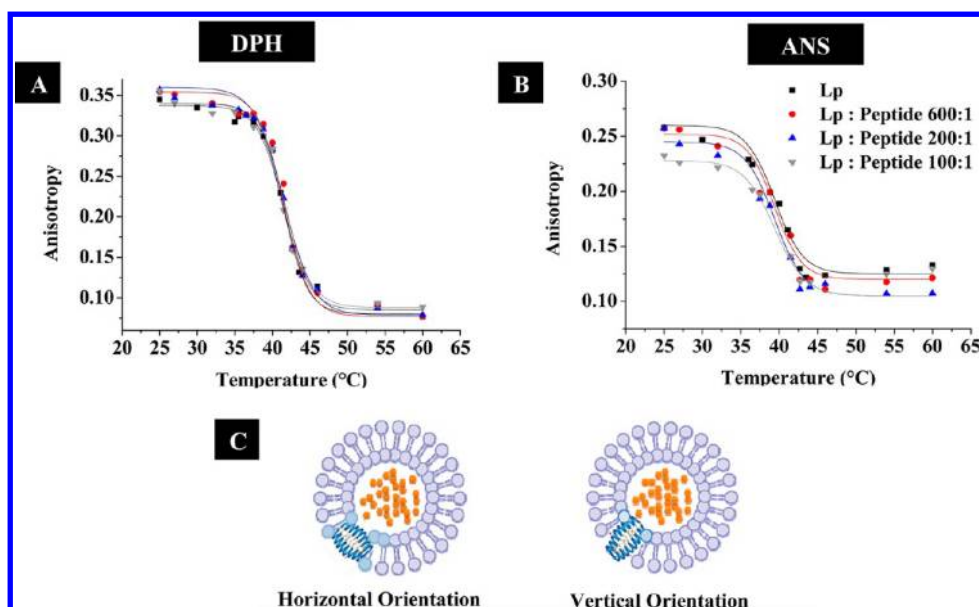 DPH
ANS
A
B
0.35
0.30
0.25
0.20
0.15
0.10
Anisotropy
20 25 30 35 40 45 50 55 60 65
Temperature (°C)
0.30
0.25
0.20
0.15
0.10
Anisotropy
Lp
Lp : Peptide 600:1
Lp : Peptide 200:1
Lp : Peptide 100:1
20 25 30 35 40 45 50 55 60 65
Temperature (°C)
C
Horizontal Orientation
Vertical Orientation